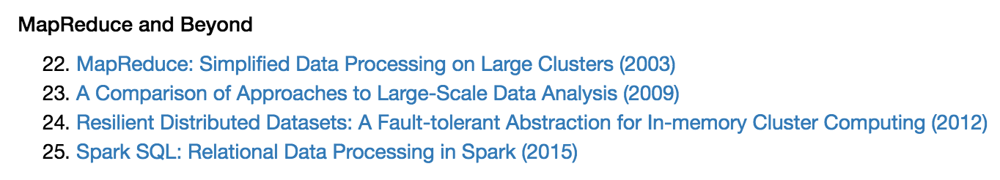 MapReduce and Beyond
22. MapReduce: Simplified Data Processing on Large Clusters (2003)
23. A Comparison of Approaches to Large-Scale Data Analysis (2009)
24. Resilient Distributed Datasets: A Fault-tolerant Abstraction for In-memory Cluster Computing (2012)
25. Spark SQL: Relational Data Processing in Spark (2015)